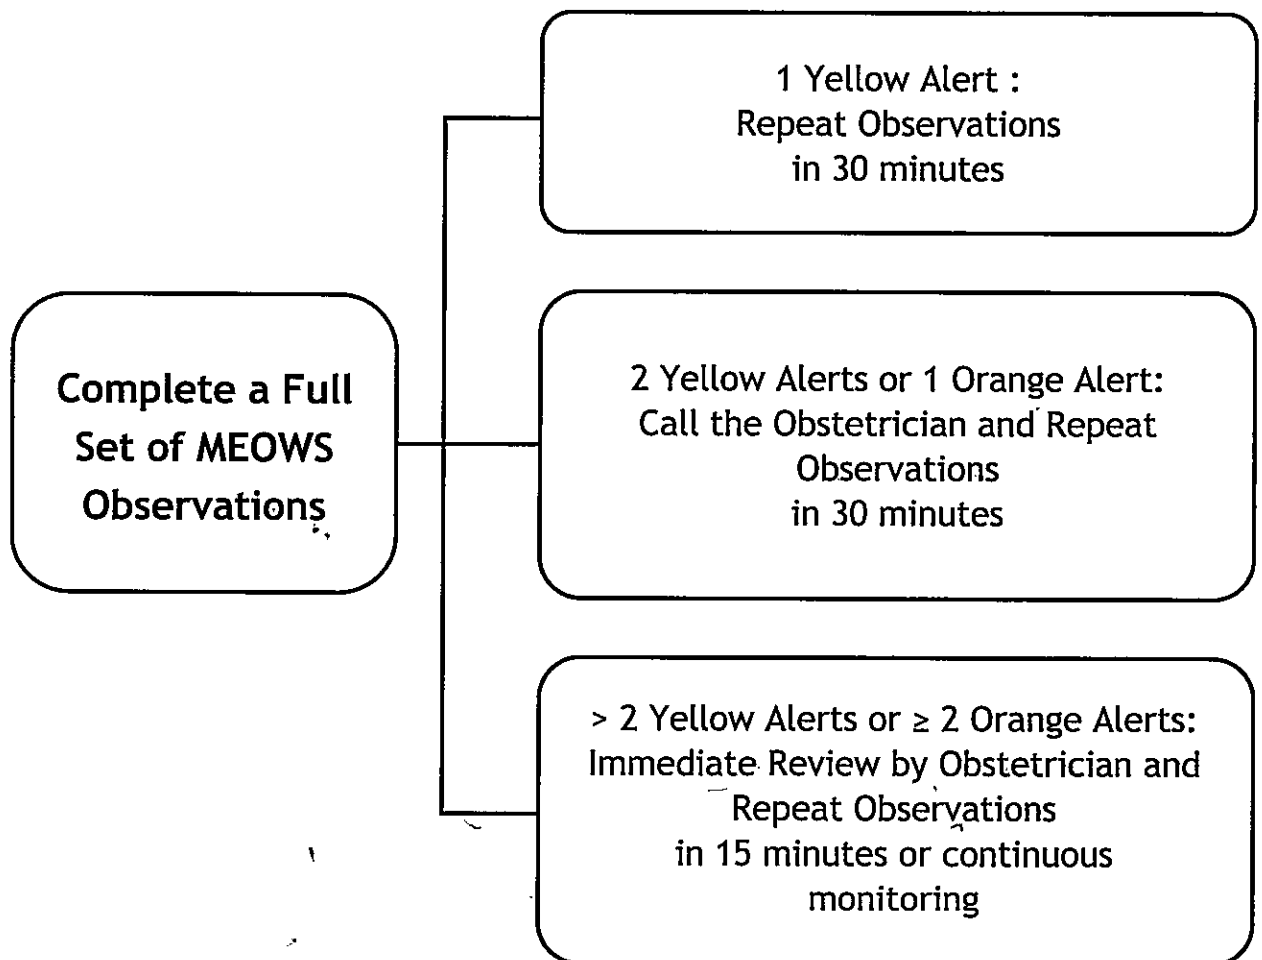 Complete a Full
Set of MEOWS
Observations
1 Yellow Alert :
Repeat Observations
in 30 minutes
2 Yellow Alerts or 1 Orange Alert:
Call the Obstetrician and Repeat
Observations
in 30 minutes
> 2 Yellow Alerts or ≥ 2 Orange Alerts:
Immediate Review by Obstetrician and
Repeat Observations
in 15 minutes or continuous
monitoring